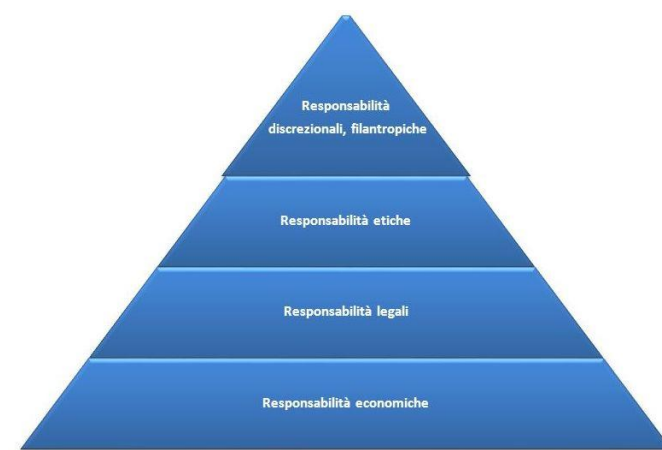 Responsabilità
discrezionali, filantropiche
Responsabilità etiche
Responsabilità legali
Responsabilità economiche